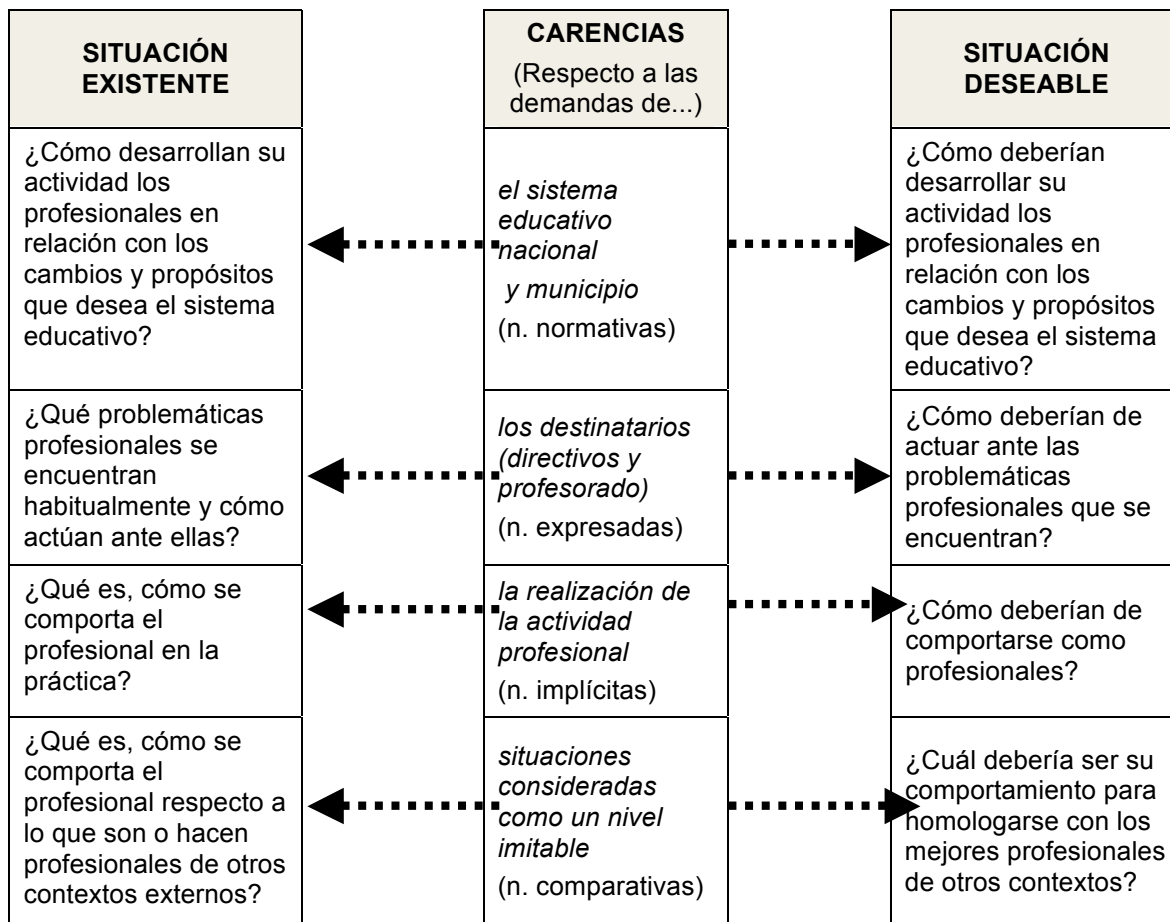 SITUACIÓN
EXISTENTE
CARENCIAS
(Respecto a las
demandas de...)
SITUACIÓN
DESEABLE
¿Cómo desarrollan su
actividad los
profesionales en
relación con los
cambios y propósitos
que desea el sistema
educativo?
el sistema
educativo
nacional
y municipio
(n. normativas)
¿Cómo deberían
desarrollar su
actividad los
profesionales en
relación con los
cambios y propósitos
que desea el sistema
educativo?
¿Qué problemáticas
profesionales se
encuentran
habitualmente y cómo
actúan ante ellas?
los destinatarios
(directivos y
profesorado)
(n. expresadas)
¿Cómo deberían de
actuar ante las
problemáticas
profesionales que se
encuentran?
¿Qué es, cómo se
comporta el
profesional en la
práctica?
la realización de
la actividad
profesional
(n. implícitas)
¿Cómo deberían de
comportarse como
profesionales?
¿Qué es, cómo se
comporta el
profesional respecto a
lo que son o hacen
profesionales de otros
contextos externos?
situaciones
consideradas
como un nivel
imitable
(n. comparativas)
¿Cuál debería ser su
comportamiento para
homologarse con los
mejores profesionales
de otros contextos?